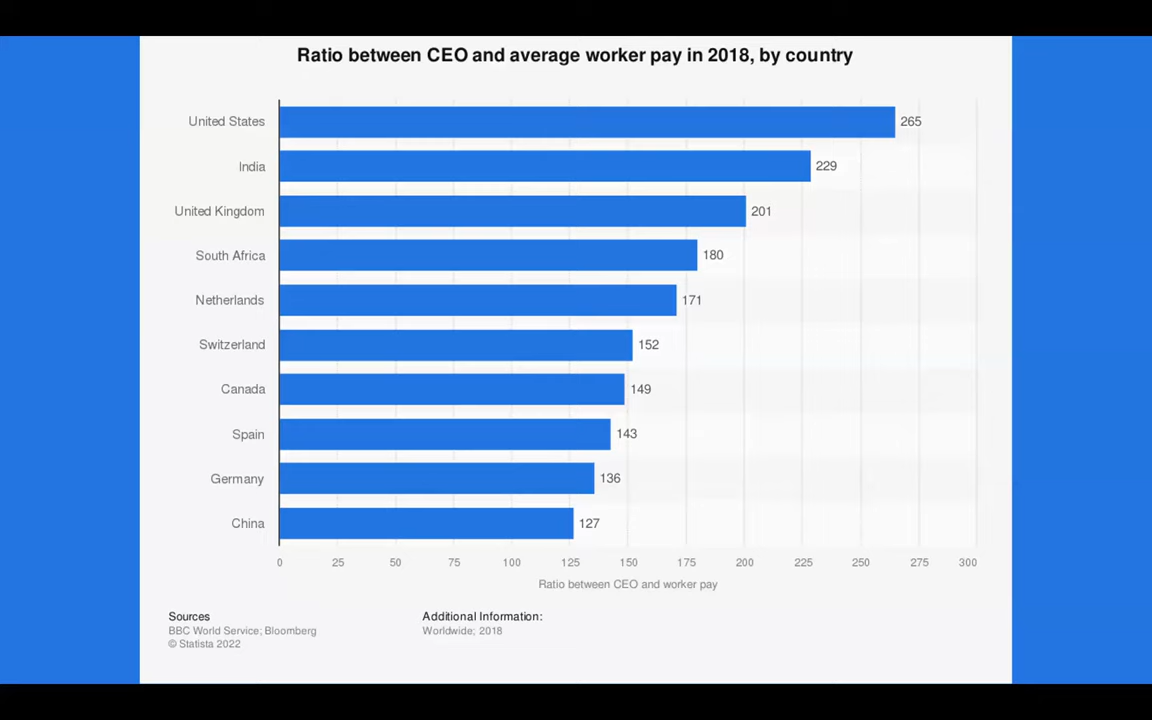 Ratio between CEO and average worker pay in 2018, by country
United States 265
India 229
United Kingdom 201
South Africa 180
Netherlands 171
Switzerland 152
Canada 149
Spain 143
Germany 136
China 127
0 25 50 75 100 125 150 175 200 225 250 275 300
Ratio between CEO and worker pay
Sources
BBC World Service; Bloomberg
© Statista 2022
Additional Information:
Worldwide; 2018